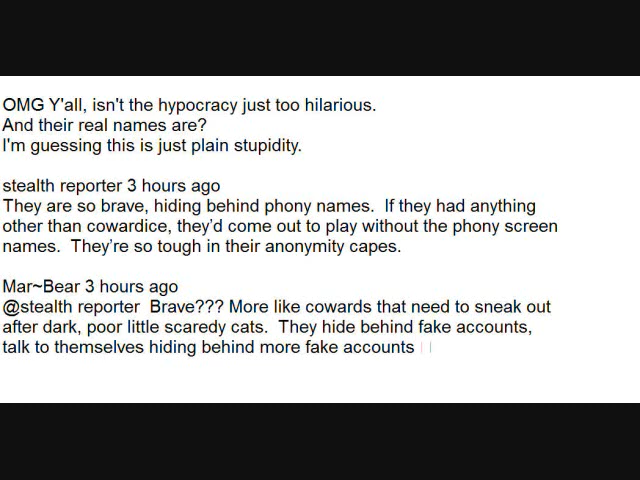 OMG Y'all, isn't the hypocracy just too hilarious.
And their real names are?
I'm guessing this is just plain stupidity.
stealth reporter 3 hours ago
They are so brave, hiding behind phony names.  If they had anything
other than cowardice, they'd come out to play without the phony screen
names.  They're so tough in their anonymity capes.
Mar~Bear 3 hours ago
@stealth reporter  Brave??? More like cowards that need to sneak out
after dark, poor little scaredy cats.  They hide behind fake accounts,
talk to themselves hiding behind more fake accounts